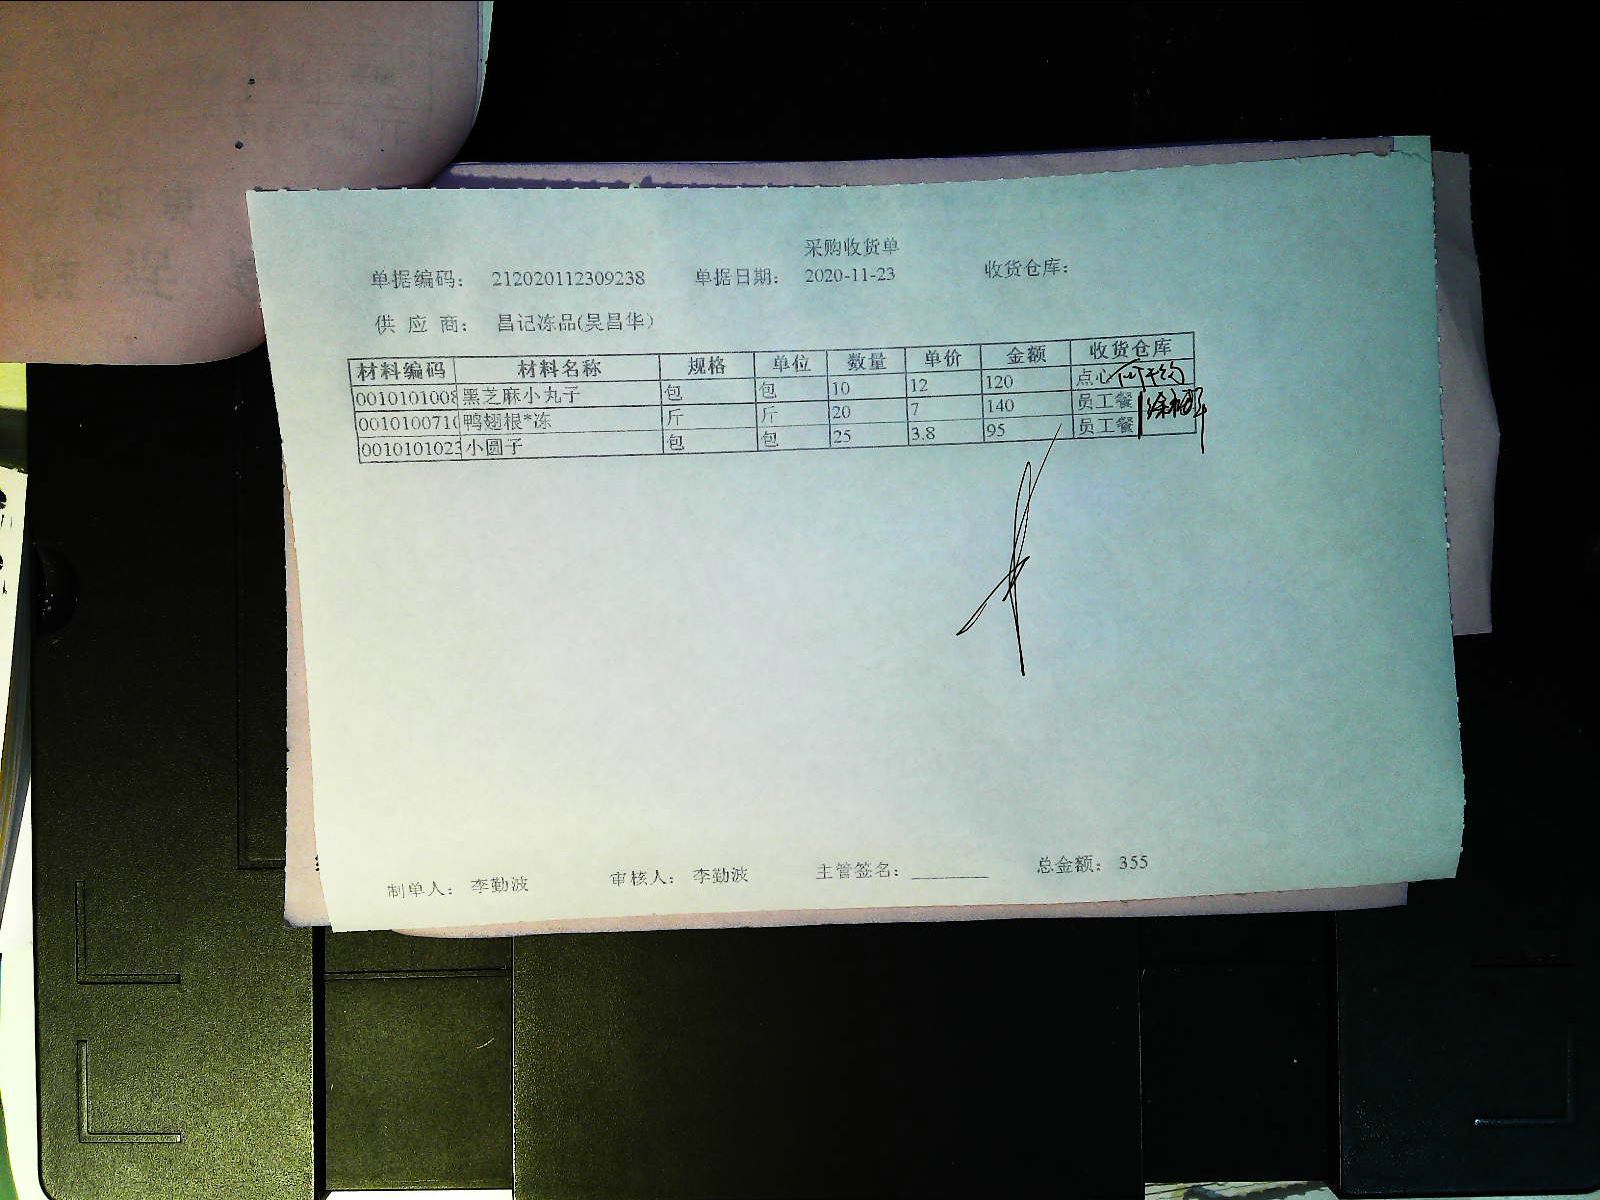 采购收货单
单据编码： 212020112309238 单据日期： 2020-11-23 收货仓库：
供 应 商： 昌记冻品(吴昌华）
材料编码 材料名称 规格 单位 数量 单价 金额 收货仓库
0010101008 黑芝麻小丸子 包 包 10 12 120 点心
001010071 鸭翅根*冻 斤 斤 20 7 140 员工餐
001010102 小圆子 包 包 25 3.8 95 员工餐
制单人： 李勤波 审核人： 李勤波 主管签名：________ 总金额： 355